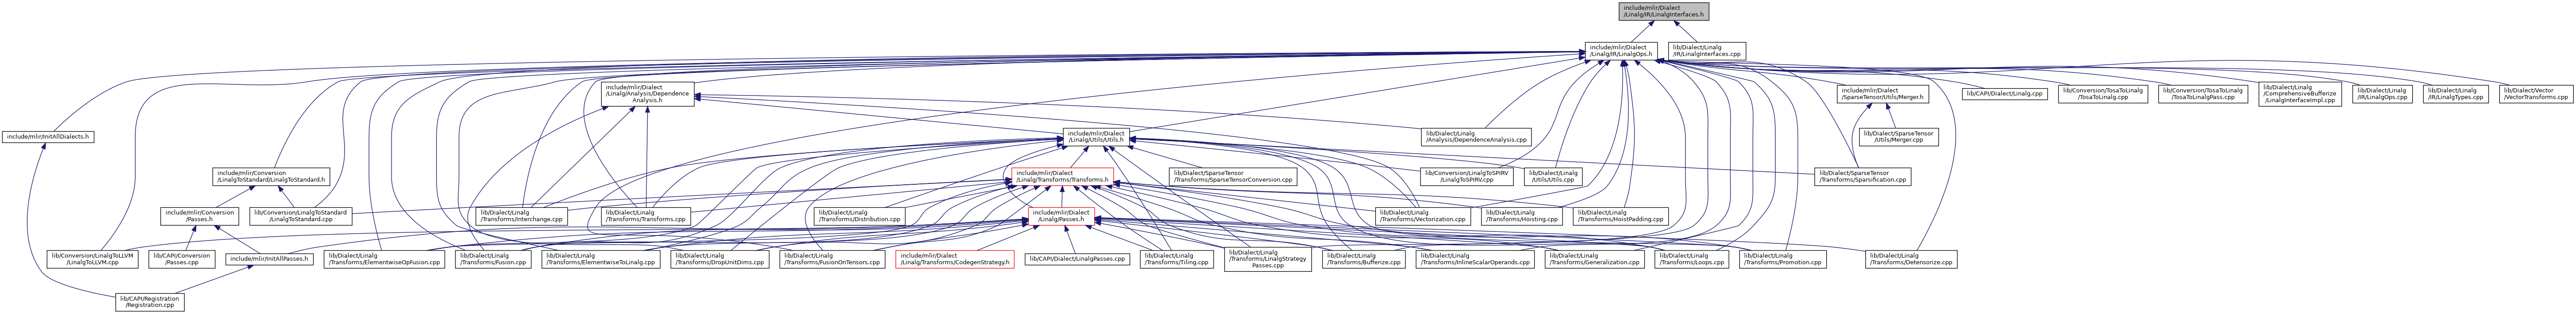 include/mlir/Dialect
/Linalg/IR/LinalgInterfaces.h
include/mlir/Dialect
/Linalg/IR/LinalgOps.h
lib/Dialect/Linalg
/IR/LinalgInterfaces.cpp
include/mlir/Dialect
/Linalg/Analysis/Dependence
Analysis.h
include/mlir/Dialect
/SparseTensor/Utils/Merger.h
lib/CAPI/Dialect/Linalg.cpp
lib/Conversion/TosaToLinalg
/TosaToLinalg.cpp
lib/Conversion/TosaToLinalg
/TosaToLinalgPass.cpp
lib/Dialect/Linalg
/ComprehensiveBufferize
/LinalgInterfaceImpl.cpp
lib/Dialect/Linalg
/IR/LinalgOps.cpp
lib/Dialect/Linalg
/IR/LinalgTypes.cpp
lib/Dialect/Vector
/VectorTransforms.cpp
include/mlir/InitAllDialects.h
include/mlir/Dialect
/Linalg/Utils/Utils.h
lib/Dialect/Linalg
/Analysis/DependenceAnalysis.cpp
lib/Dialect/SparseTensor
/Utils/Merger.cpp
include/mlir/Conversion
/LinalgToStandard/LinalgToStandard.h
include/mlir/Dialect
/Linalg/Transforms/Transforms.h
lib/Dialect/SparseTensor
/Transforms/SparseTensorConversion.cpp
lib/Conversion/LinalgToSPIRV
/LinalgToSPIRV.cpp
lib/Dialect/Linalg
/Utils/Utils.cpp
lib/Dialect/SparseTensor
/Transforms/Sparsification.cpp
include/mlir/Conversion
/Passes.h
lib/Conversion/LinalgToStandard
/LinalgToStandard.cpp
lib/Dialect/Linalg
/Transforms/Interchange.cpp
lib/Dialect/Linalg
/Transforms/Transforms.cpp
lib/Dialect/Linalg
/Transforms/Distribution.cpp
include/mlir/Dialect
/Linalg/Passes.h
lib/Dialect/Linalg
/Transforms/Vectorization.cpp
lib/Dialect/Linalg
/Transforms/Hoisting.cpp
lib/Dialect/Linalg
/Transforms/HoistPadding.cpp
lib/Conversion/LinalgToLLVM
/LinalgToLLVM.cpp
lib/CAPI/Conversion
/Passes.cpp
include/mlir/InitAllPasses.h
lib/Dialect/Linalg
/Transforms/ElementwiseOpFusion.cpp
lib/Dialect/Linalg
/Transforms/Fusion.cpp
lib/Dialect/Linalg
/Transforms/ElementwiseToLinalg.cpp
lib/Dialect/Linalg
/Transforms/DropUnitDims.cpp
lib/Dialect/Linalg
/Transforms/FusionOnTensors.cpp
include/mlir/Dialect
/Linalg/Transforms/CodegenStrategy.h
lib/CAPI/Dialect/LinalgPasses.cpp
lib/Dialect/Linalg
/Transforms/Tiling.cpp
lib/Dialect/Linalg
/Transforms/LinalgStrategy
Passes.cpp
lib/Dialect/Linalg
/Transforms/Bufferize.cpp
lib/Dialect/Linalg
/Transforms/InlineScalarOperands.cpp
lib/Dialect/Linalg
/Transforms/Generalization.cpp
lib/Dialect/Linalg
/Transforms/Loops.cpp
lib/Dialect/Linalg
/Transforms/Promotion.cpp
lib/Dialect/Linalg
/Transforms/Detensorize.cpp
lib/CAPI/Registration
/Registration.cpp